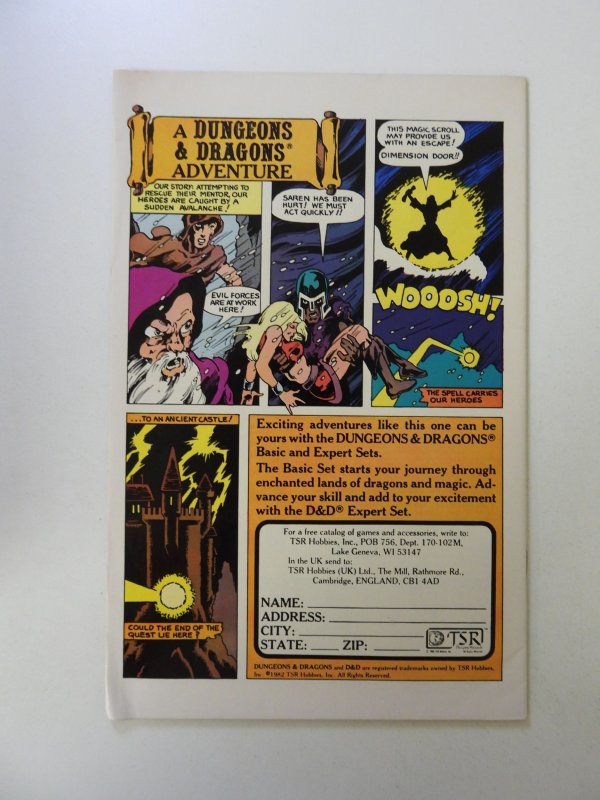 A DUNGEONS
& DRAGONS®
ADVENTURE
OUR STORY: ATTEMPTING TO
RESCUE THEIR MENTOR, OUR
HEROES ARE CAUGHT BY A
SUDDEN AVALANCHE!
EVIL FORCES
ARE AT WORK
HERE!
SAREN HAS BEEN
HURT! WE MUST
ACT QUICKLY!!
THIS MAGIC SCROLL
MAY PROVIDE US
WITH AN ESCAPE!
DIMENSION DOOR!!
WOOOSH!
THE SPELL CARRIES
OUR HEROES
...TO AN ANCIENT CASTLE!
COULD THE END OF THE
QUEST LIE HERE?
Exciting adventures like this one can be
yours with the DUNGEONS & DRAGONS®
Basic and Expert Sets.
The Basic Set starts your journey through
enchanted lands of dragons and magic. Ad-
vance your skill and add to your excitement
with the D&D® Expert Set.
For a free catalog of games and accessories, write to:
TSR Hobbies, Inc., POB 756, Dept. 170-102M,
Lake Geneva, WI 53147
In the UK send to:
TSR Hobbies (UK) Ltd., The Mill, Rathmore Rd.,
Cambridge, ENGLAND, CB1 4AD
NAME:
ADDRESS:
CITY:
STATE: ZIP:
TSR
DUNGEONS & DRAGONS and D&D are registered trademarks owned by TSR Hobbies,
Inc. ©1982 TSR Hobbies, Inc. All Rights Reserved.